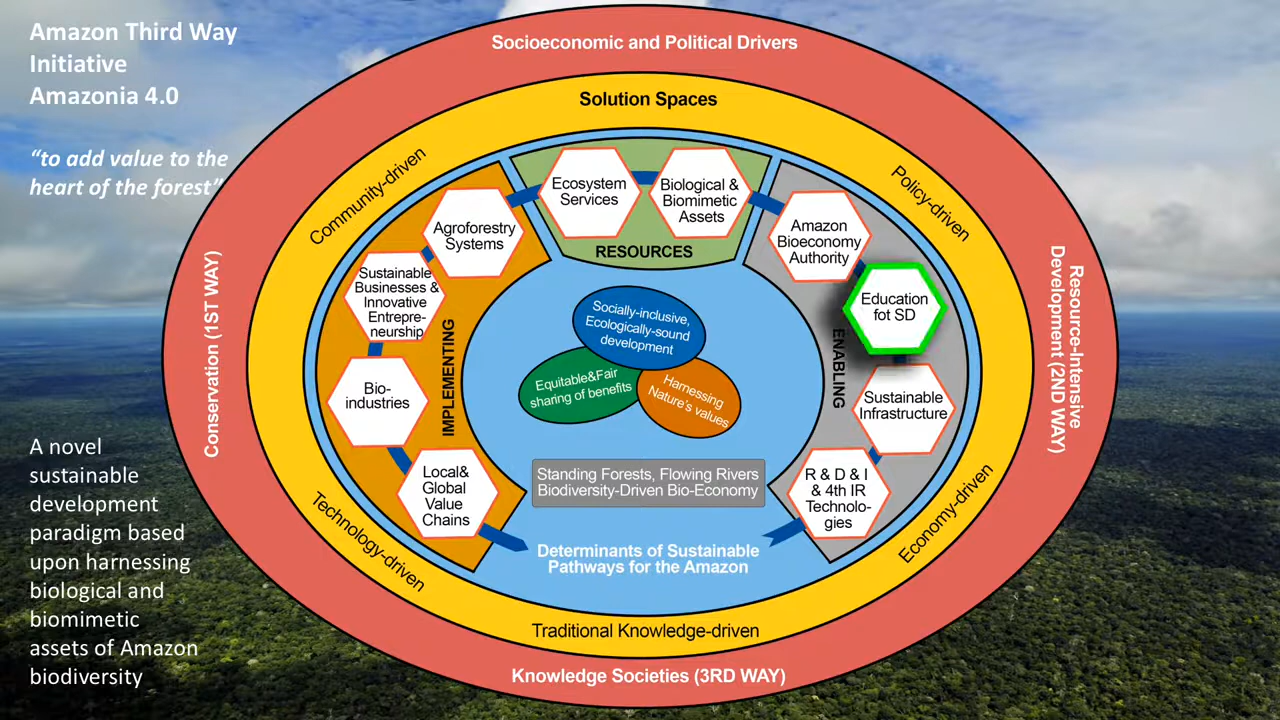 Amazon Third Way
Initiative
Amazonia 4.0
“to add value to the
heart of the forest”
A novel
sustainable
development
paradigm based
upon harnessing
biological and
biomimetic
assets of Amazon
biodiversity
Socioeconomic and Political Drivers
Solution Spaces
Community-driven
Policy-driven
Conservation (1ST WAY)
Resource-Intensive
Development (2ND WAY)
Technology-driven
Economy-driven
Traditional Knowledge-driven
Knowledge Societies (3RD WAY)
Ecosystem
Services
Biological &
Biomimetic
Assets
RESOURCES
Agroforestry
Systems
Sustainable
Businesses &
Innovative
Entrepre-
neurship
Bio-
industries
Local&
Global
Value
Chains
IMPLEMENTING
Amazon
Bioeconomy
Authority
Education
fot SD
Sustainable
Infrastructure
R & D & I
& 4th IR
Technolo-
gies
ENABLING
Socially-inclusive,
Ecologically-sound
development
Equitable&Fair
sharing of benefits
Harnessing
Nature's values
Standing Forests, Flowing Rivers
Biodiversity-Driven Bio-Economy
Determinants of Sustainable
Pathways for the Amazon